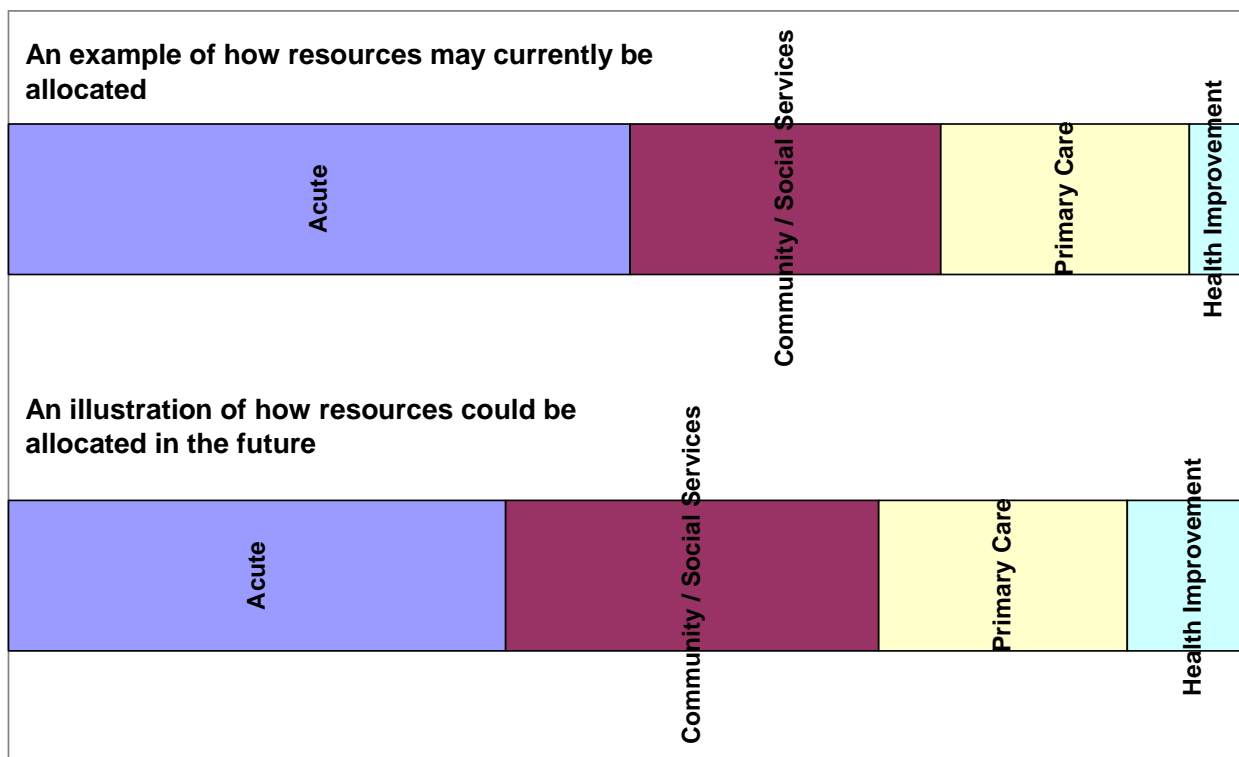 An example of how resources may currently be
allocated
Acute
Community / Social Services
Primary Care
Health Improvement
An illustration of how resources could be
allocated in the future
Acute
Community / Social Services
Primary Care
Health Improvement